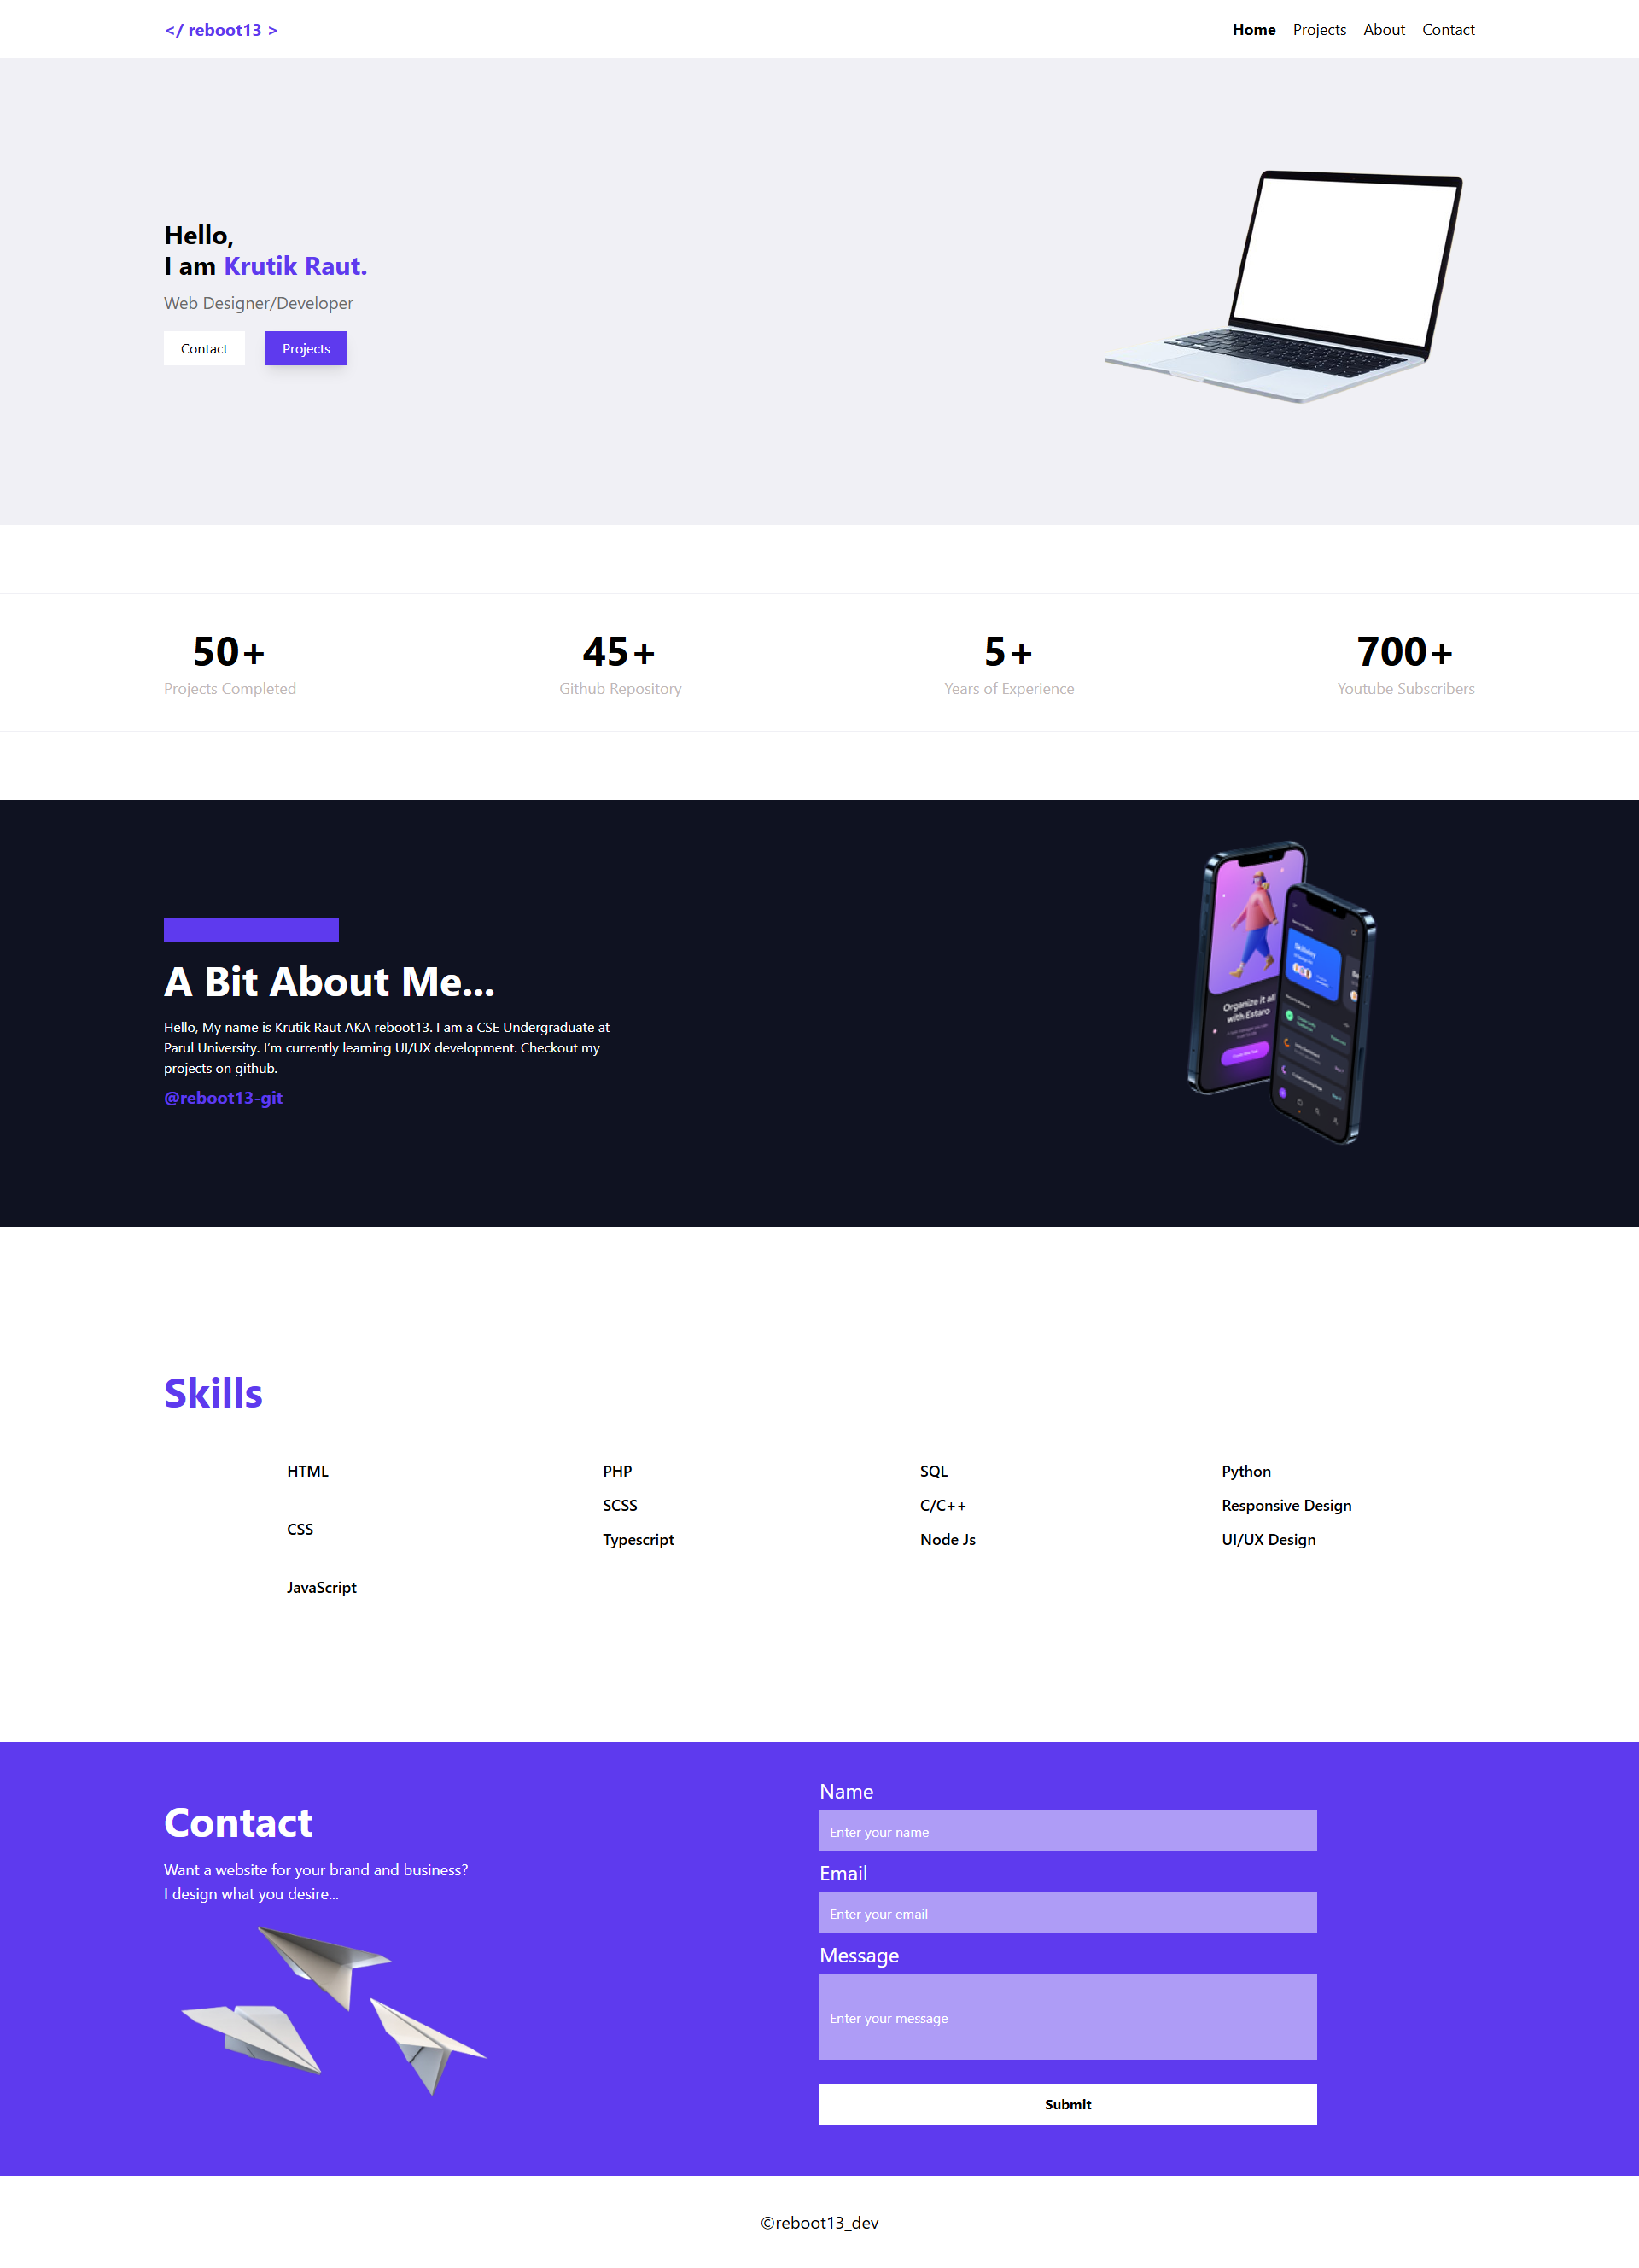 </ reboot13 >
Home Projects About Contact
Hello,
I am Krutik Raut.
Web Designer/Developer
Contact Projects
50+
Projects Completed
45+
Github Repository
5+
Years of Experience
700+
Youtube Subscribers
A Bit About Me...
Hello, My name is Krutik Raut AKA reboot13. I am a CSE Undergraduate at
Parul University. I'm currently learning UI/UX development. Checkout my
projects on github.
@reboot13-git
Organize it all
with Estaro
Skills
HTML
CSS
JavaScript
PHP
SCSS
Typescript
SQL
C/C++
Node Js
Python
Responsive Design
UI/UX Design
Contact
Want a website for your brand and business?
I design what you desire...
Name
Enter your name
Email
Enter your email
Message
Enter your message
Submit
©reboot13_dev